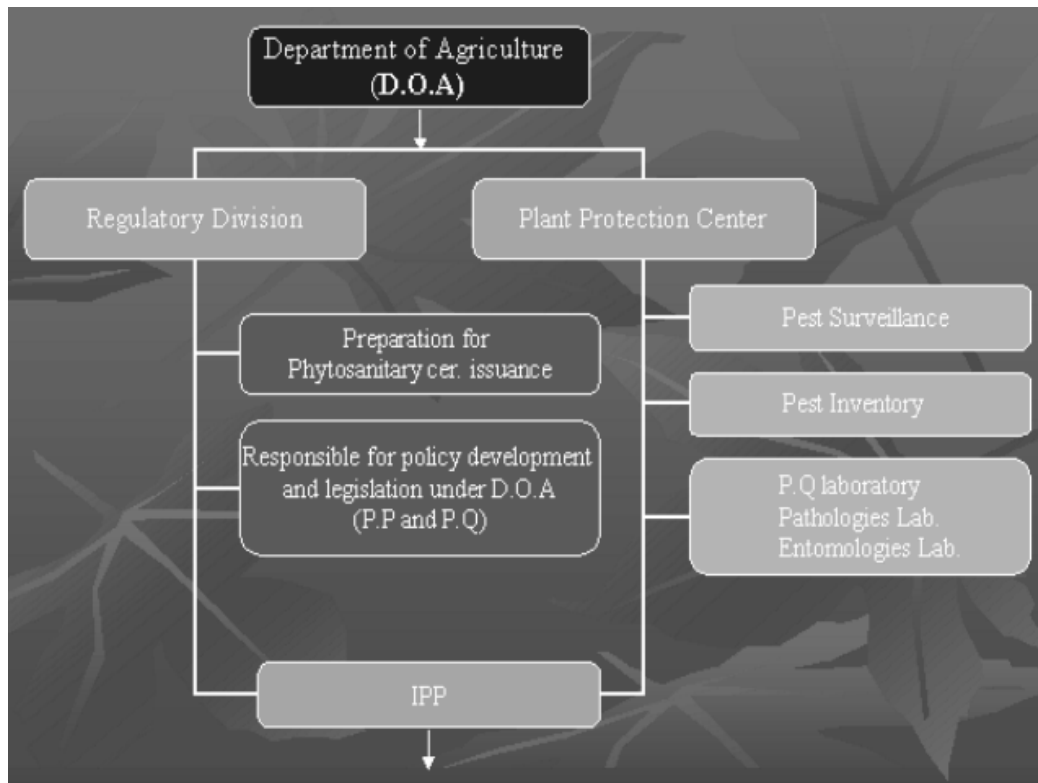 Department of Agriculture
(D.O.A)
Regulatory Division
Plant Protection Center
Preparation for
Phytosanitary cer. issuance
Responsible for policy development
and legislation under D.O.A
(P.P and P.Q)
Pest Surveillance
Pest Inventory
P.Q laboratory
Pathologies Lab.
Entomologies Lab.
IPP